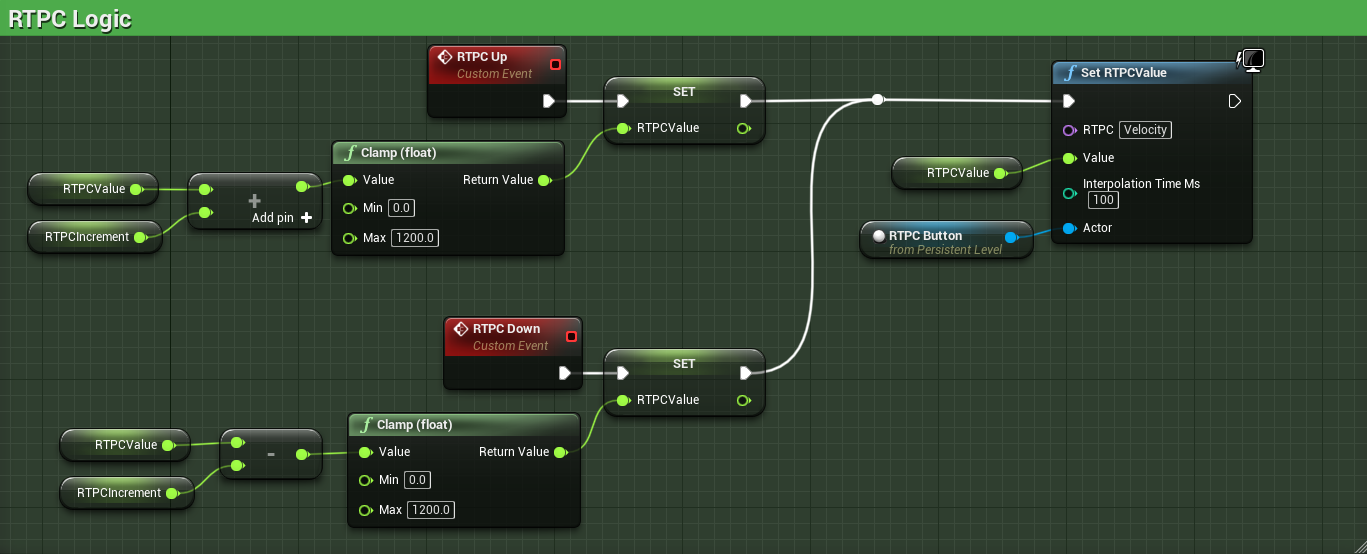 RTPC Logic
RTPC Up
Custom Event
SET
RTPCValue
Clamp (float)
Value
Return Value
Min 0.0
Max 1200.0
RTPCValue
RTPCIncrement
Add pin
Set RTPCValue
RTPC Velocity
Value
Interpolation Time Ms
100
Actor
RTPCValue
RTPC Button
from Persistent Level
RTPC Down
Custom Event
SET
RTPCValue
Clamp (float)
Value
Return Value
Min 0.0
Max 1200.0
RTPCValue
RTPCIncrement